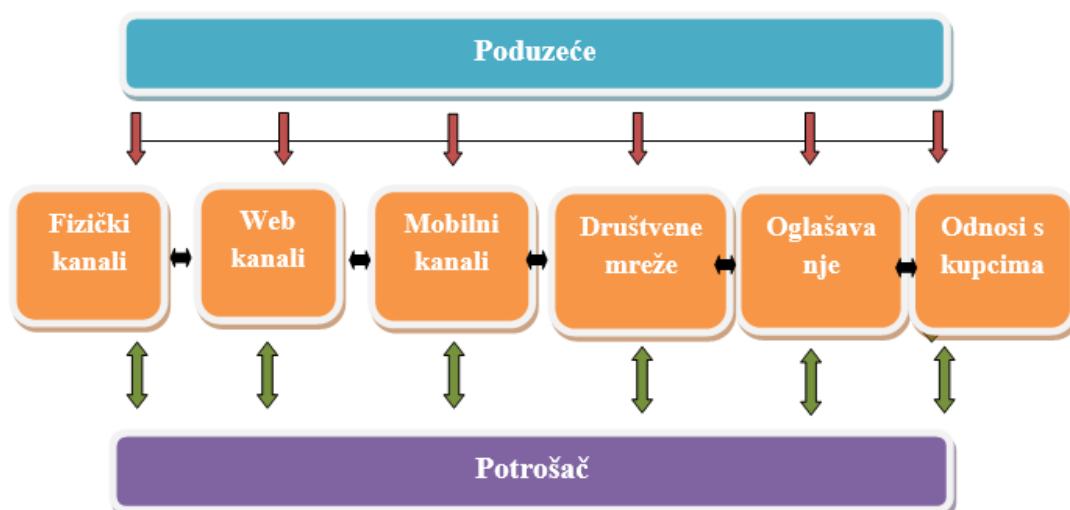 Poduzeće
Fizički
kanali
Web
kanali
Mobilni
kanali
Društvene
mreže
Oglašava
nje
Odnosi s
kupcima
Potrošač